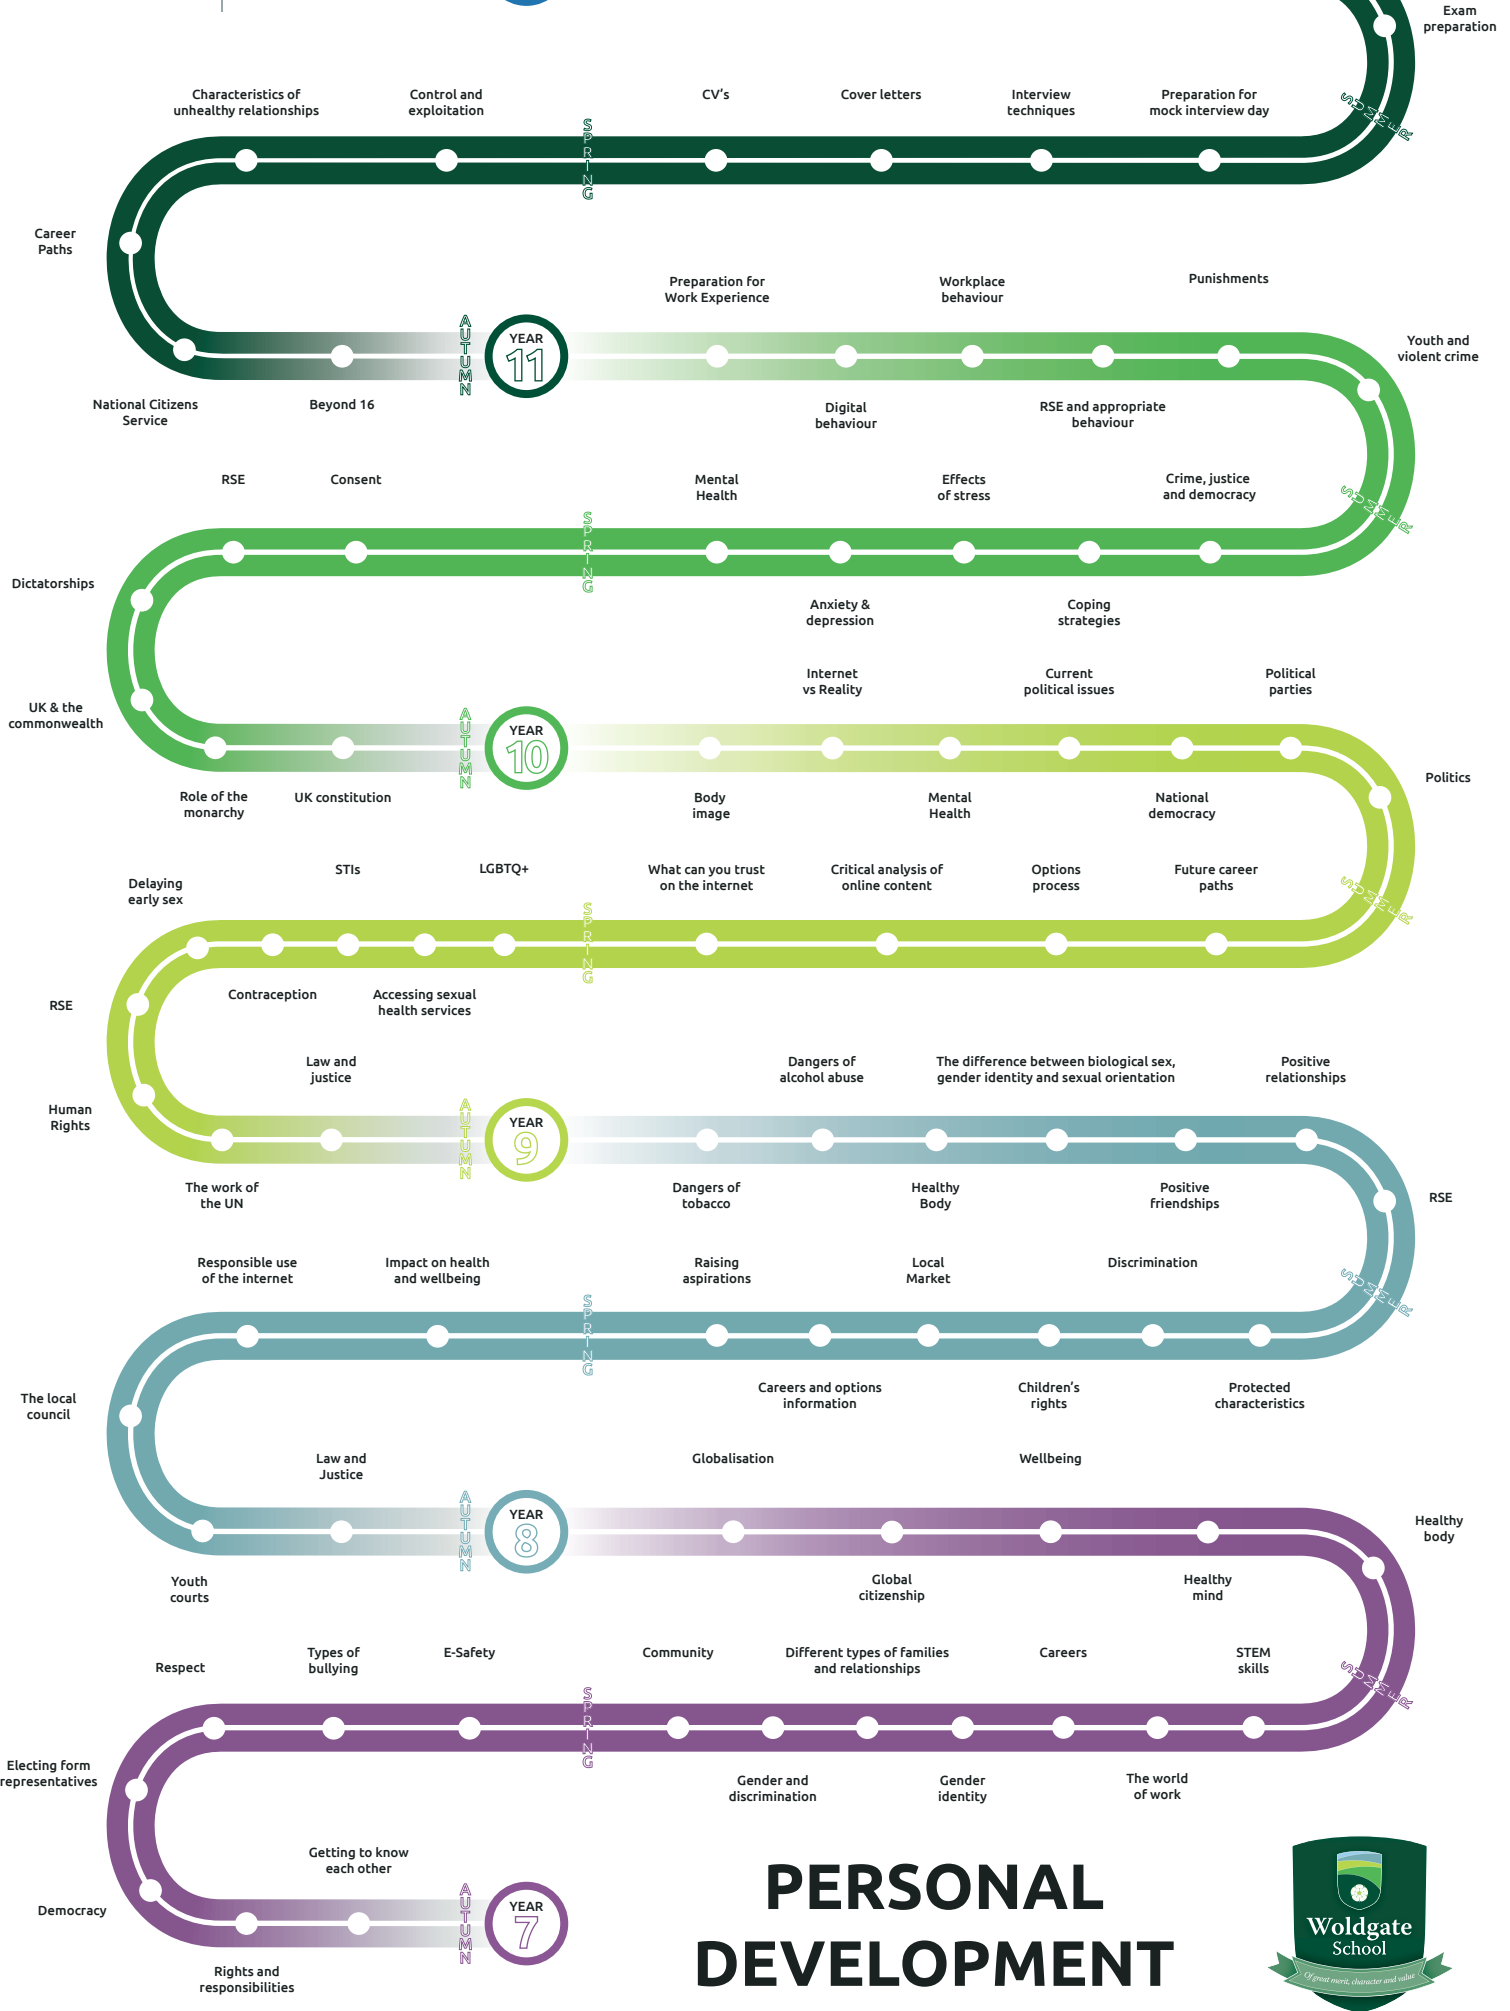 Exam
preparation
Characteristics of
unhealthy relationships
Control and
exploitation
CV's
Cover letters
Interview
techniques
Preparation for
mock interview day
SPRING
SUMMER
Career
Paths
Preparation for
Work Experience
Workplace
behaviour
Punishments
AUTUMN
YEAR
11
Youth and
violent crime
National Citizens
Service
Beyond 16
Digital
behaviour
RSE and appropriate
behaviour
RSE
Consent
Mental
Health
Effects
of stress
Crime, justice
and democracy
SPRING
SUMMER
Dictatorships
Anxiety &
depression
Coping
strategies
UK & the
commonwealth
Internet
vs Reality
Current
political issues
Political
parties
AUTUMN
YEAR
10
Politics
Role of the
monarchy
UK constitution
Body
image
Mental
Health
National
democracy
Delaying
early sex
STIs
LGBTQ+
What can you trust
on the internet
Critical analysis of
online content
Options
process
Future career
paths
SPRING
SUMMER
RSE
Contraception
Accessing sexual
health services
Human
Rights
Law and
justice
Dangers of
alcohol abuse
The difference between biological sex,
gender identity and sexual orientation
Positive
relationships
AUTUMN
YEAR
9
The work of
the UN
Dangers of
tobacco
Healthy
Body
Positive
friendships
RSE
Responsible use
of the internet
Impact on health
and wellbeing
Raising
aspirations
Local
Market
Discrimination
SPRING
SUMMER
The local
council
Careers and options
information
Children's
rights
Protected
characteristics
Law and
Justice
Globalisation
Wellbeing
AUTUMN
YEAR
8
Healthy
body
Youth
courts
Global
citizenship
Healthy
mind
Respect
Types of
bullying
E-Safety
Community
Different types of families
and relationships
Careers
STEM
skills
SPRING
SUMMER
Electing form
representatives
Gender and
discrimination
Gender
identity
The world
of work
Getting to know
each other
Democracy
AUTUMN
YEAR
7
Rights and
responsibilities
PERSONAL
DEVELOPMENT
Woldgate
School
Of great merit, character and value